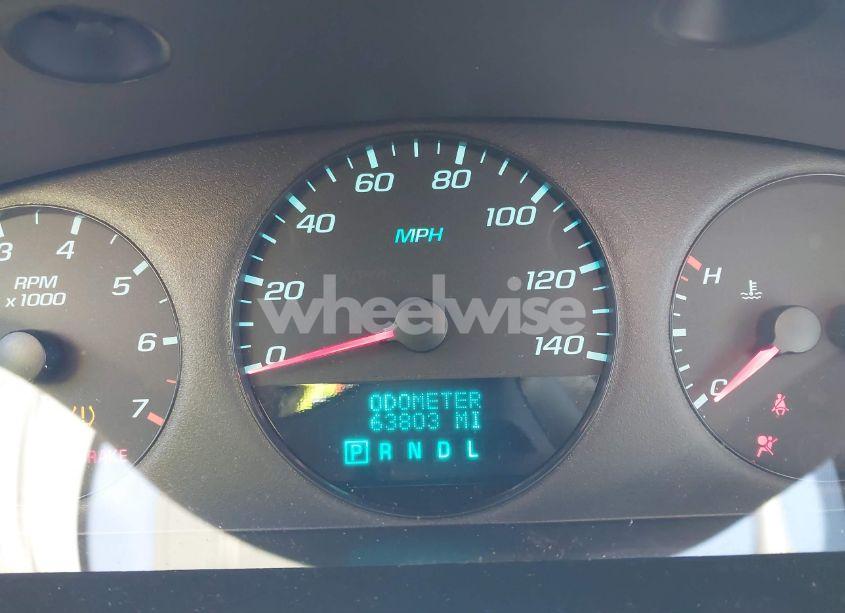 3 4 5 6 7
RPM
x 1000
0 20 40 60 80 100 120 140
MPH
wheelwise
ODOMETER
63803 MI
P R N D L
H
C